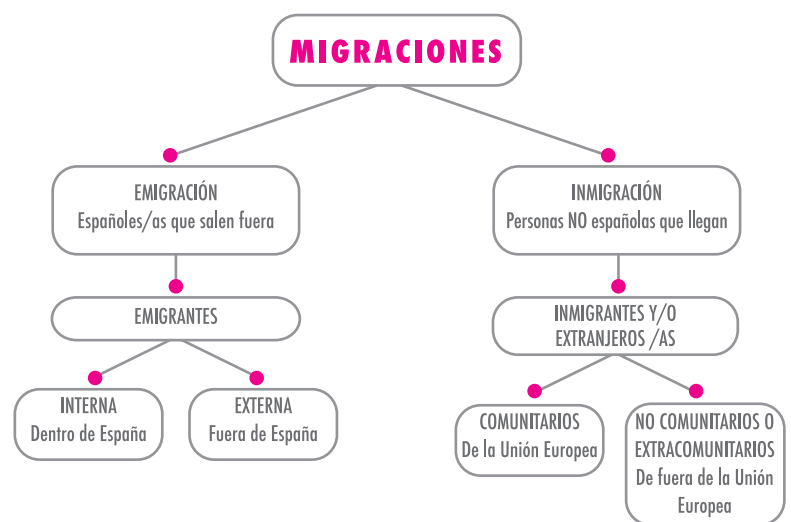 MIGRACIONES
EMIGRACIÓN
Españoles/as que salen fuera
INMIGRACIÓN
Personas NO españolas que llegan
EMIGRANTES
INMIGRANTES Y/O
EXTRANJEROS /AS
INTERNA
Dentro de España
EXTERNA
Fuera de España
COMUNITARIOS
De la Unión Europea
NO COMUNITARIOS O
EXTRACOMUNITARIOS
De fuera de la Unión
Europea